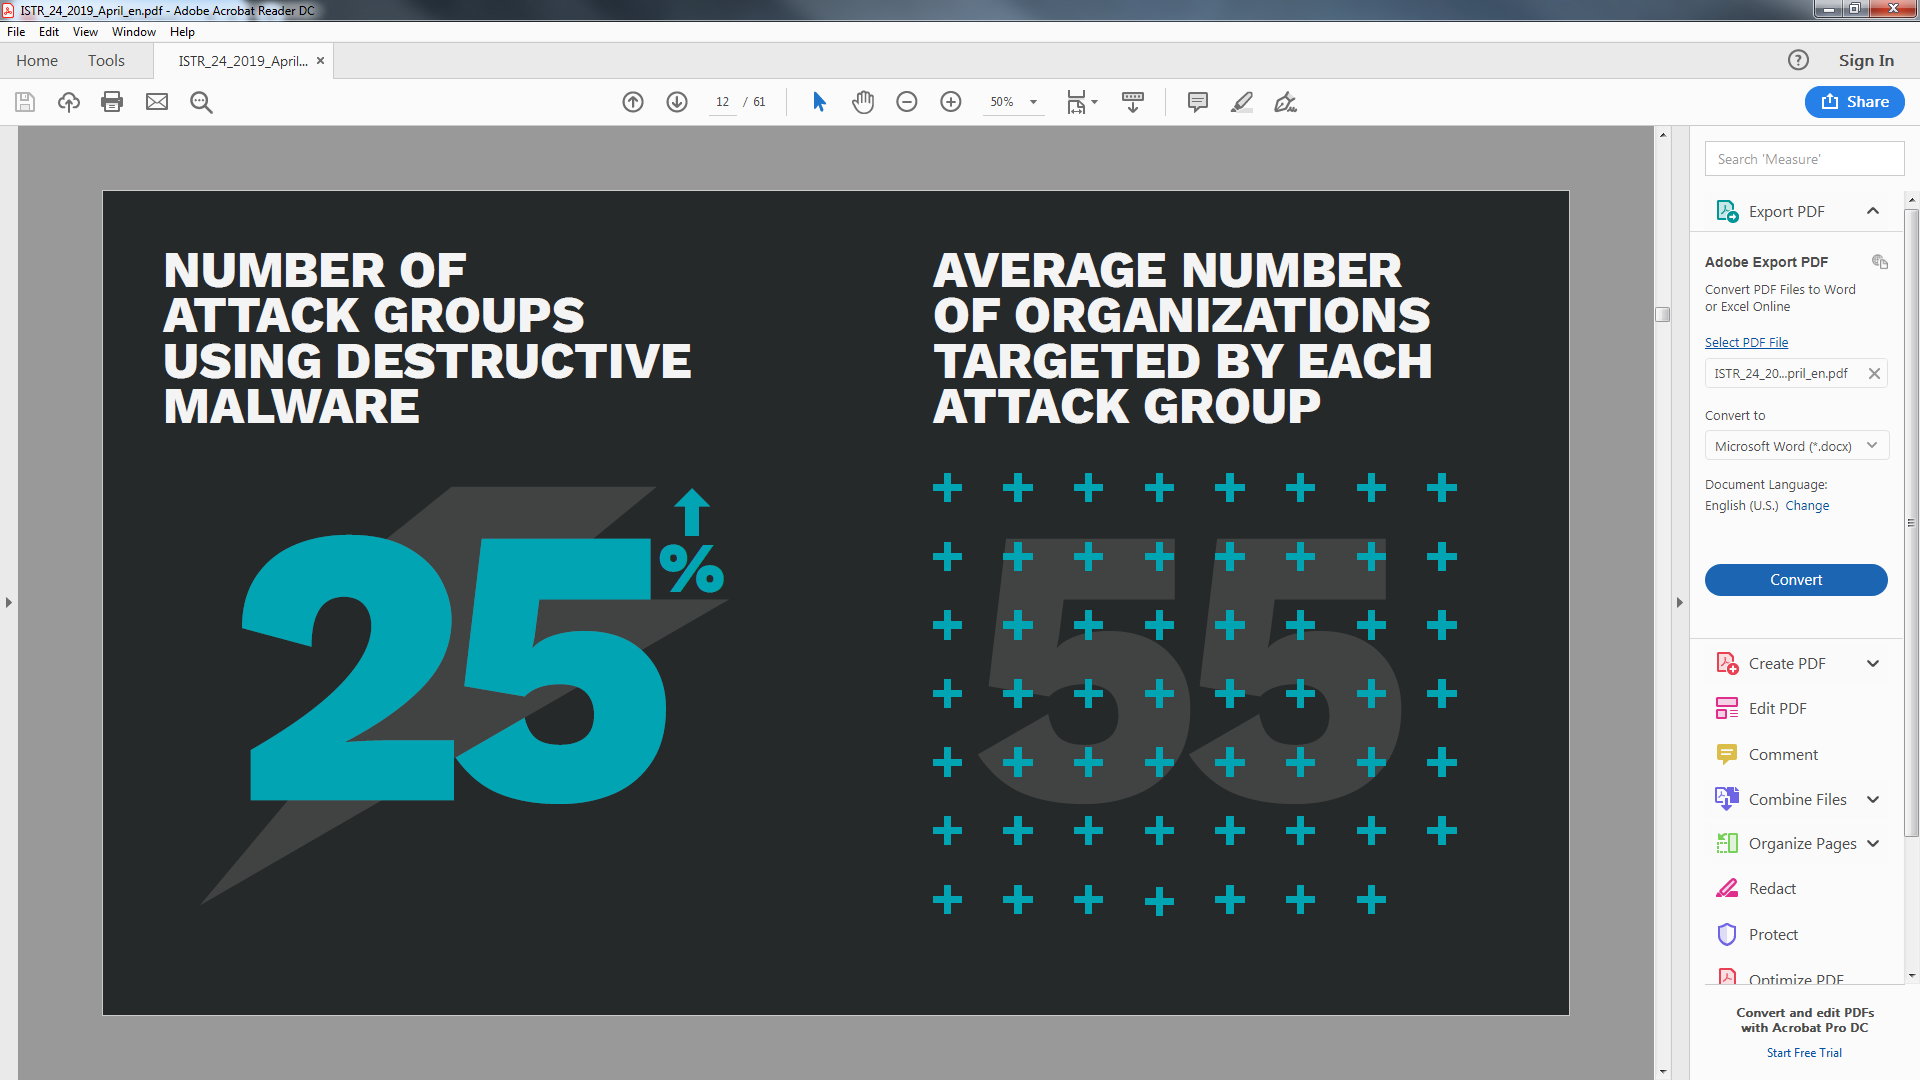 ISTR_24_2019_April_en.pdf - Adobe Acrobat Reader DC
File Edit View Window Help
Home Tools ISTR_24_2019_April... ×
? Sign In
12 / 61
50%
Share
NUMBER OF
ATTACK GROUPS
USING DESTRUCTIVE
MALWARE
25%
AVERAGE NUMBER
OF ORGANIZATIONS
TARGETED BY EACH
ATTACK GROUP
55
Search 'Measure'
Export PDF
Adobe Export PDF
Convert PDF Files to Word
or Excel Online
Select PDF File
ISTR_24_20...pril_en.pdf
Convert to
Microsoft Word (*.docx)
Document Language:
English (U.S.) Change
Convert
Create PDF
Edit PDF
Comment
Combine Files
Organize Pages
Redact
Protect
Optimize PDF
Convert and edit PDFs
with Acrobat Pro DC
Start Free Trial